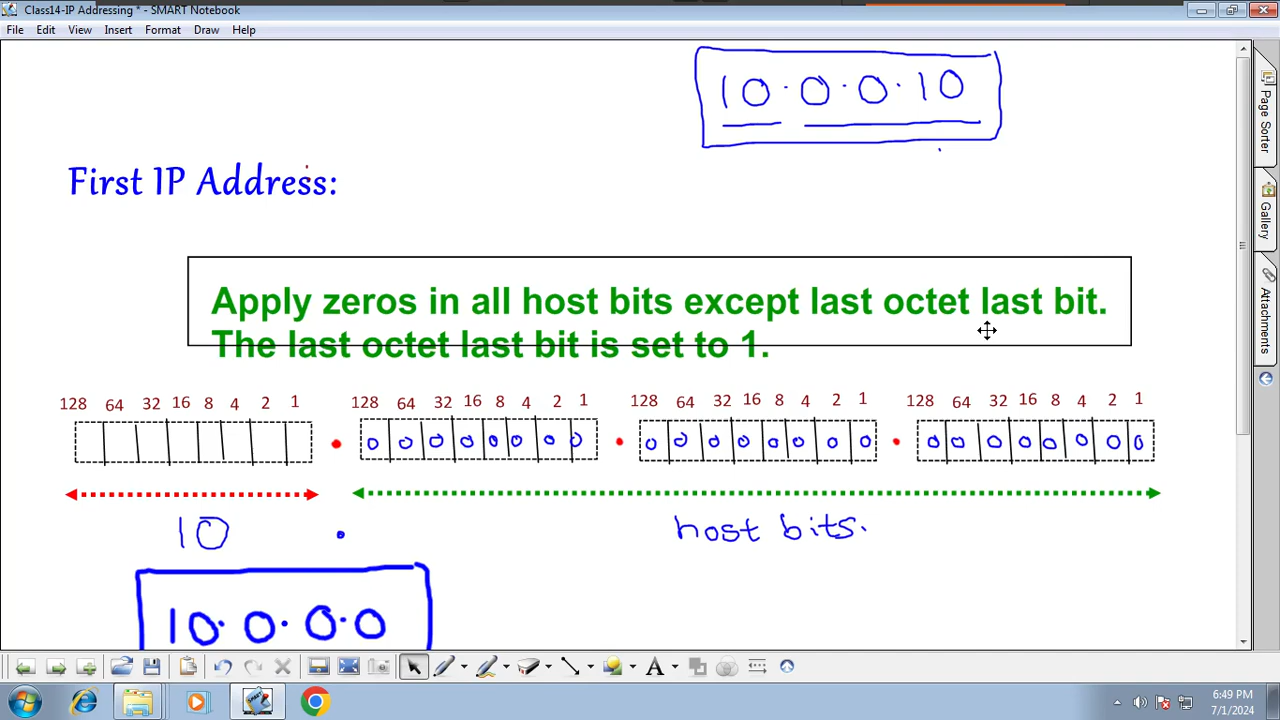 Class14-IP Addressing * - SMART Notebook
File Edit View Insert Format Draw Help
10.0.0.10
First IP Address:
Apply zeros in all host bits except last octet last bit.
The last octet last bit is set to 1.
128 64 32 16 8 4 2 1 128 64 32 16 8 4 2 1 128 64 32 16 8 4 2 1 128 64 32 16 8 4 2 1
0 0 0 0 0 0 0 0 . 0 0 0 0 0 0 0 0 . 0 0 0 0 0 0 0 0
10 . host bits.
10.0.0.0
Page Sorter
Gallery
Attachments
A
6:49 PM
7/1/2024